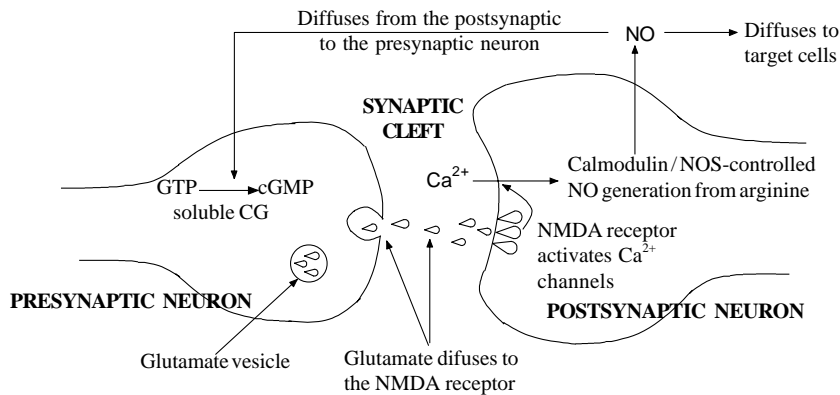 Diffuses from the postsynaptic
to the presynaptic neuron
NO
Diffuses to
target cells
SYNAPTIC
CLEFT
GTP
cGMP
soluble CG
Ca2+
Calmodulin / NOS-controlled
NO generation from arginine
NMDA receptor
activates Ca2+
channels
PRESYNAPTIC NEURON
POSTSYNAPTIC NEURON
Glutamate vesicle
Glutamate difuses to
the NMDA receptor